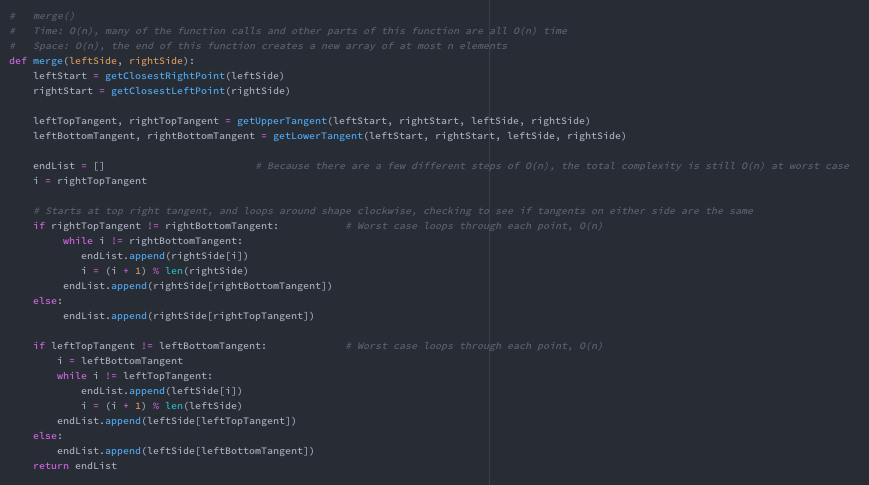 #   merge()
#   Time: O(n), many of the function calls and other parts of this function are all O(n) time
#   Space: O(n), the end of this function creates a new array of at most n elements
def merge(leftSide, rightSide):
    leftStart = getClosestRightPoint(leftSide)
    rightStart = getClosestLeftPoint(rightSide)

    leftTopTangent, rightTopTangent = getUpperTangent(leftStart, rightStart, leftSide, rightSide)
    leftBottomTangent, rightBottomTangent = getLowerTangent(leftStart, rightStart, leftSide, rightSide)

    endList = []                         # Because there are a few different steps of O(n), the total complexity is still O(n) at worst case
    i = rightTopTangent

    # Starts at top right tangent, and loops around shape clockwise, checking to see if tangents on either side are the same
    if rightTopTangent != rightBottomTangent:           # Worst case loops through each point, O(n)
         while i != rightBottomTangent:
            endList.append(rightSide[i])
            i = (i + 1) % len(rightSide)
         endList.append(rightSide[rightBottomTangent])
    else:
         endList.append(rightSide[rightTopTangent])

    if leftTopTangent != leftBottomTangent:             # Worst case loops through each point, O(n)
        i = leftBottomTangent
        while i != leftTopTangent:
            endList.append(leftSide[i])
            i = (i + 1) % len(leftSide)
        endList.append(leftSide[leftTopTangent])
    else:
        endList.append(leftSide[leftBottomTangent])
    return endList